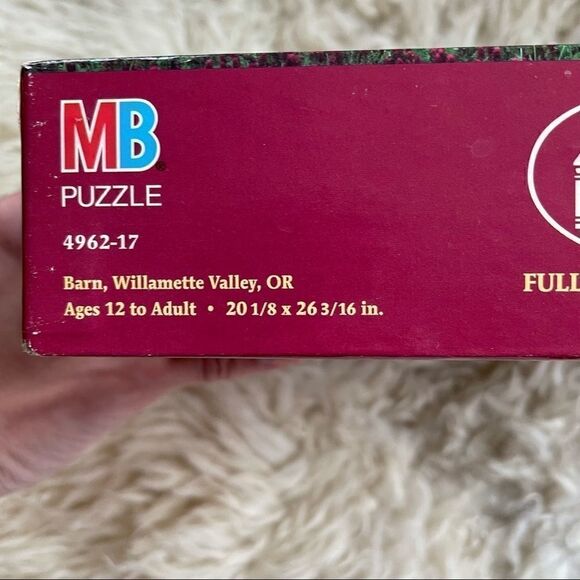 MB
PUZZLE
4962-17
Barn, Willamette Valley, OR
Ages 12 to Adult • 20 1/8 x 26 3/16 in.
FULL